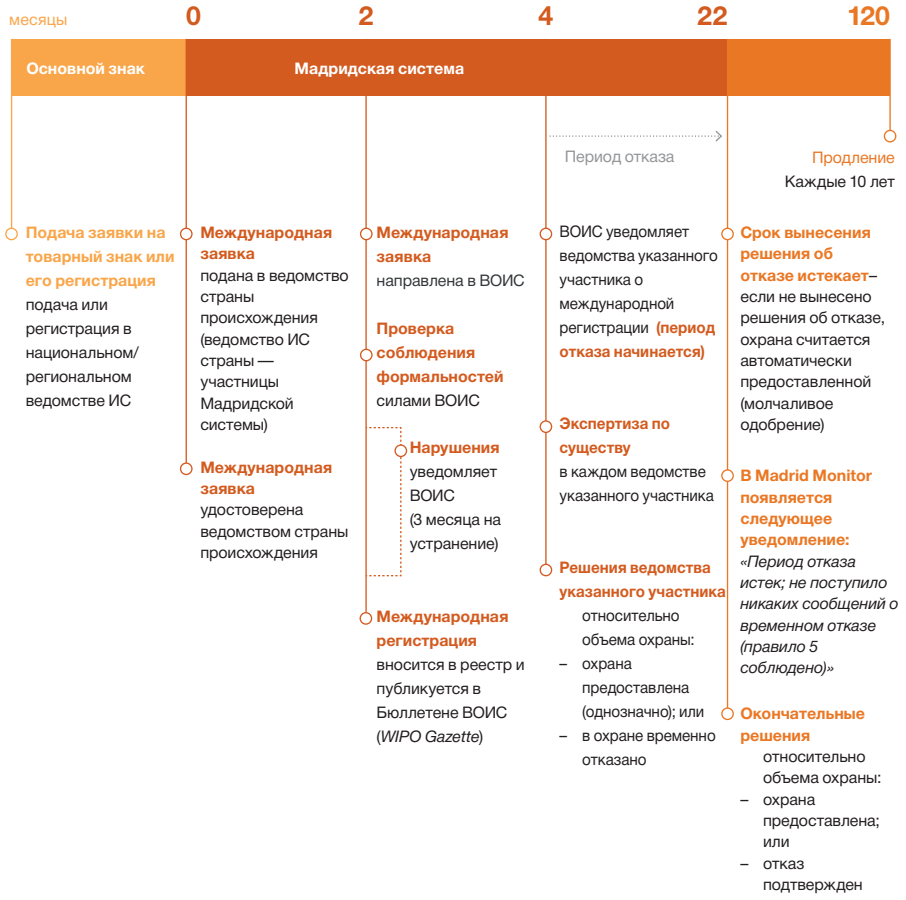 месяцы
0
2
4
22
120
Основной знак
Мадридская система
Период отказа
Продление
Каждые 10 лет
Подача заявки на
товарный знак или
его регистрация
подача или
регистрация в
национальном/
региональном
ведомстве ИС
Международная
заявка
подана в ведомство
страны
происхождения
(ведомство ИС
страны —
участницы
Мадридской
системы)
Международная
заявка
удостоверена
ведомством страны
происхождения
Международная
заявка
направлена в ВОИС
Проверка
соблюдения
формальностей
силами ВОИС
Нарушения
уведомляет
ВОИС
(3 месяца на
устранение)
Международная
регистрация
вносится в реестр и
публикуется в
Бюллетене ВОИС
(WIPO Gazette)
ВОИС уведомляет
ведомства указанного
участника о
международной
регистрации (период
отказа начинается)
Экспертиза по
существу
в каждом ведомстве
указанного участника
Решения ведомства
указанного участника
относительно
объема охраны:
– охрана
предоставлена
(однозначно); или
– в охране временно
отказано
Срок вынесения
решения об
отказе истекает–
если не вынесено
решения об отказе,
охрана считается
автоматически
предоставленной
(молчаливое
одобрение)
В Madrid Monitor
появляется
следующее
уведомление:
«Период отказа
истек; не поступило
никаких сообщений о
временном отказе
(правило 5
соблюдено)»
Окончательные
решения
относительно
объема охраны:
– охрана
предоставлена;
или
– отказ
подтвержден